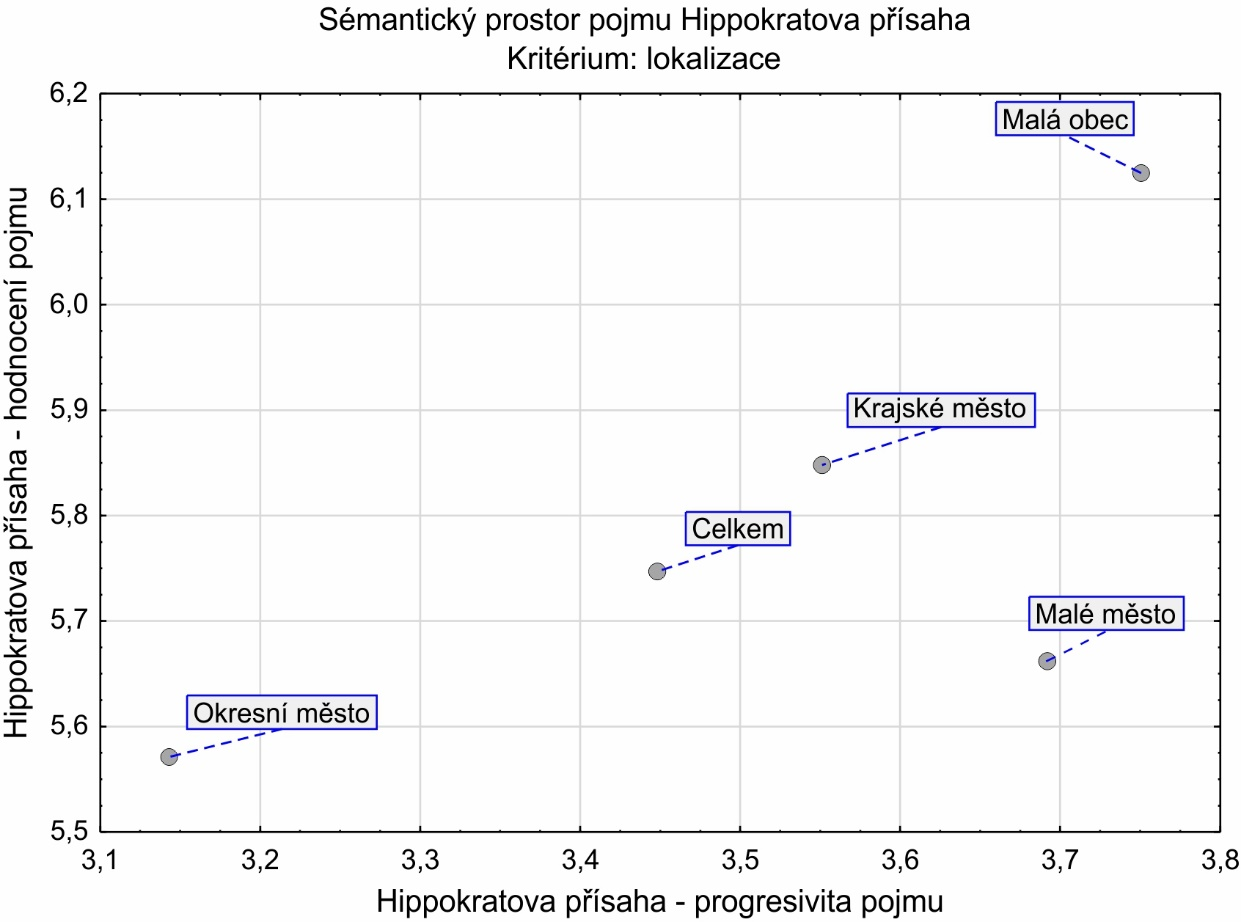 Sémantický prostor pojmu Hippokratova přísaha
Kritérium: lokalizace
Hippokratova přísaha - hodnocení pojmu
6,2
6,1
6,0
5,9
5,8
5,7
5,6
5,5
Malá obec
Krajské město
Celkem
Malé město
Okresní město
3,1 3,2 3,3 3,4 3,5 3,6 3,7 3,8
Hippokratova přísaha - progresivita pojmu